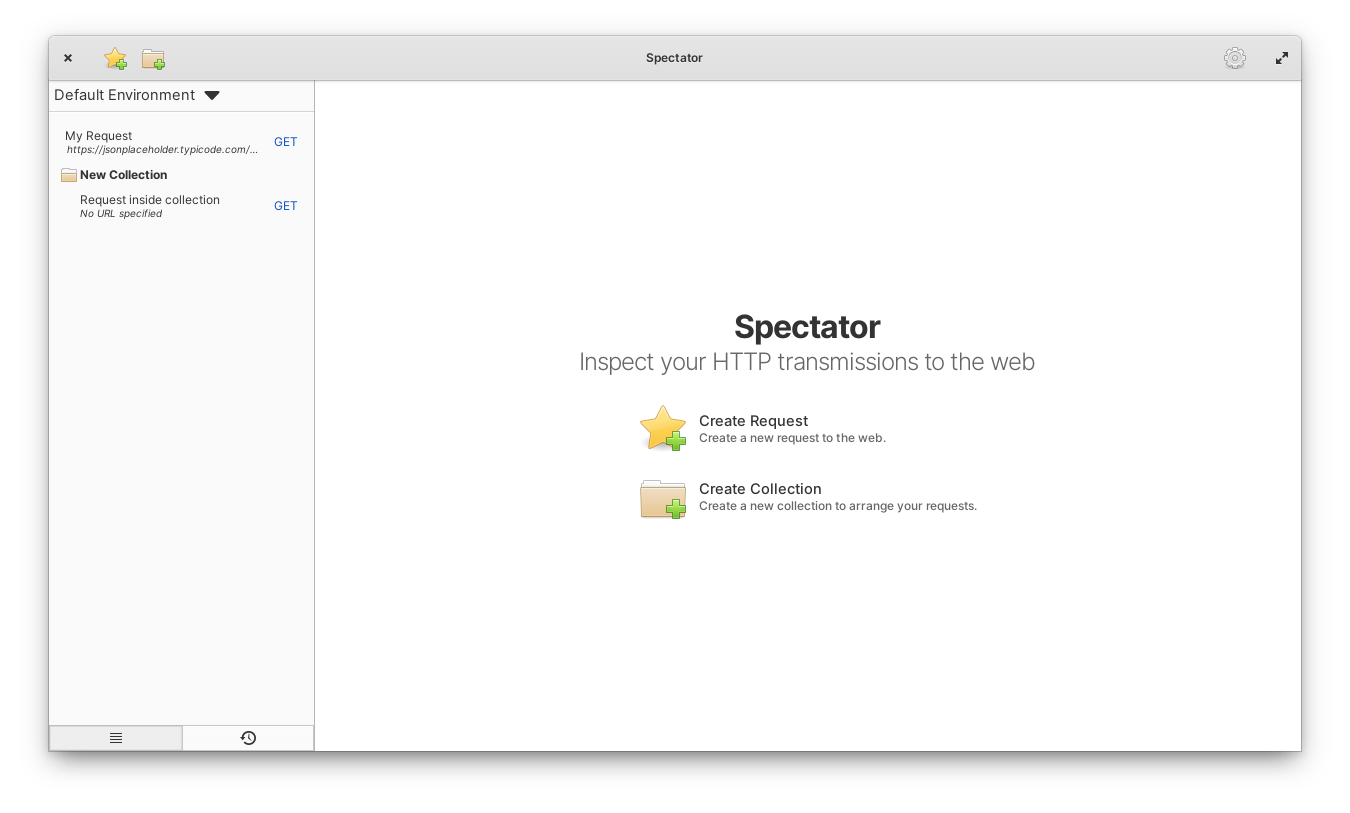 Spectator
Default Environment
My Request
https://jsonplaceholder.typicode.com/...
GET
New Collection
Request inside collection
No URL specified
GET
Spectator
Inspect your HTTP transmissions to the web
Create Request
Create a new request to the web.
Create Collection
Create a new collection to arrange your requests.